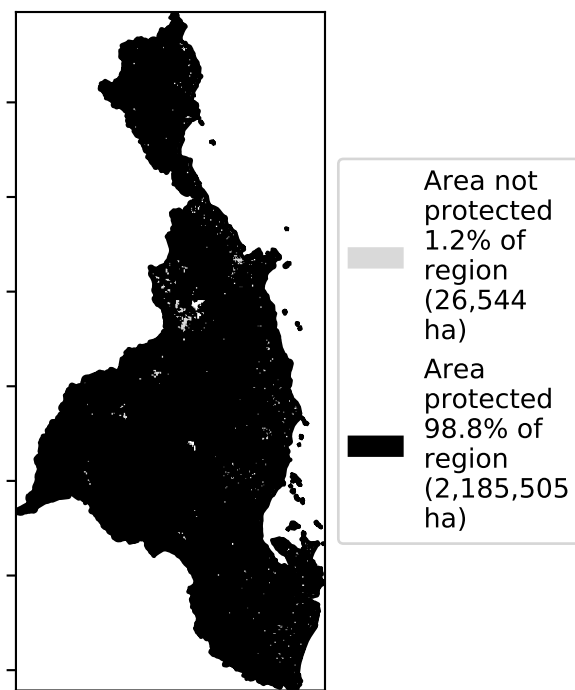 Area not
protected
1.2% of
region
(26,544
ha)
Area
protected
98.8% of
region
(2,185,505
ha)